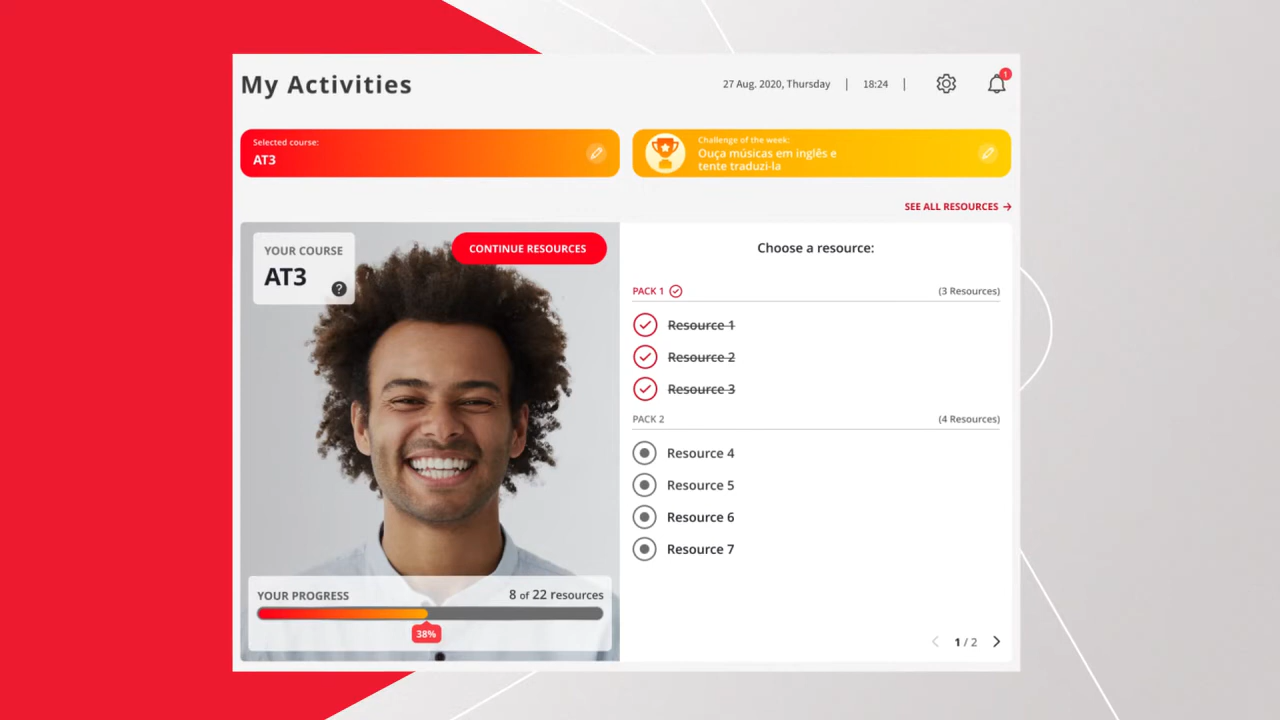 My Activities
27 Aug. 2020, Thursday | 18:24 |
1
Selected course:
AT3
Challenge of the week:
Ouça músicas em inglês e
tente traduzi-la
SEE ALL RESOURCES →
YOUR COURSE
AT3
?
CONTINUE RESOURCES
YOUR PROGRESS
8 of 22 resources
38%
Choose a resource:
PACK 1
(3 Resources)
Resource 1
Resource 2
Resource 3
PACK 2
(4 Resources)
Resource 4
Resource 5
Resource 6
Resource 7
1 / 2